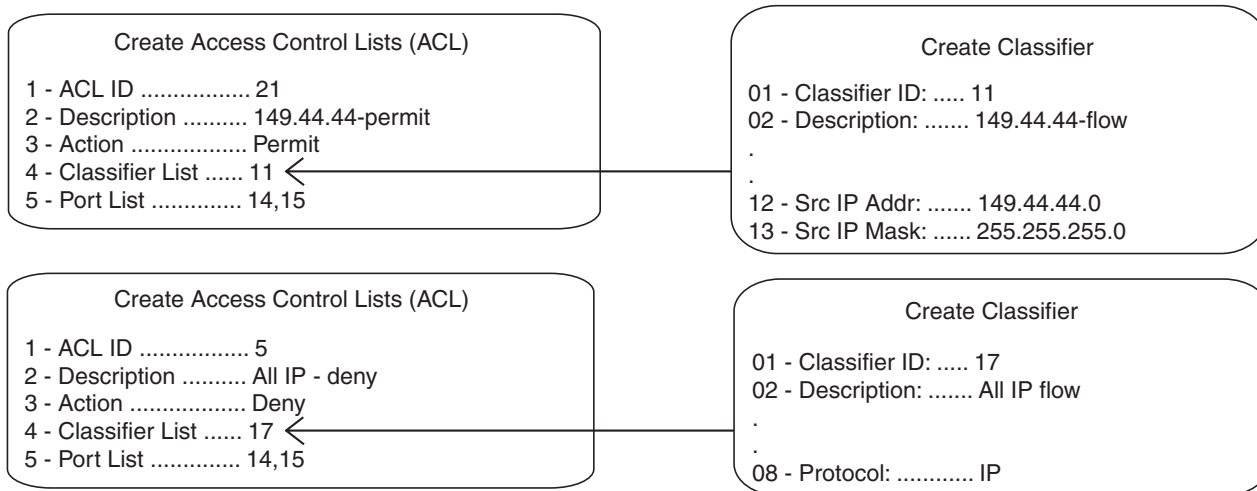 Create Access Control Lists (ACL)
1 - ACL ID ................. 21
2 - Description .......... 149.44.44-permit
3 - Action .................. Permit
4 - Classifier List ...... 11
5 - Port List .............. 14,15
Create Classifier
01 - Classifier ID: ..... 11
02 - Description: ....... 149.44.44-flow
.
.
12 - Src IP Addr: ....... 149.44.44.0
13 - Src IP Mask: ...... 255.255.255.0
Create Access Control Lists (ACL)
1 - ACL ID ................. 5
2 - Description .......... All IP - deny
3 - Action .................. Deny
4 - Classifier List ...... 17
5 - Port List .............. 14,15
Create Classifier
01 - Classifier ID: ..... 17
02 - Description: ....... All IP flow
.
.
08 - Protocol: ............ IP